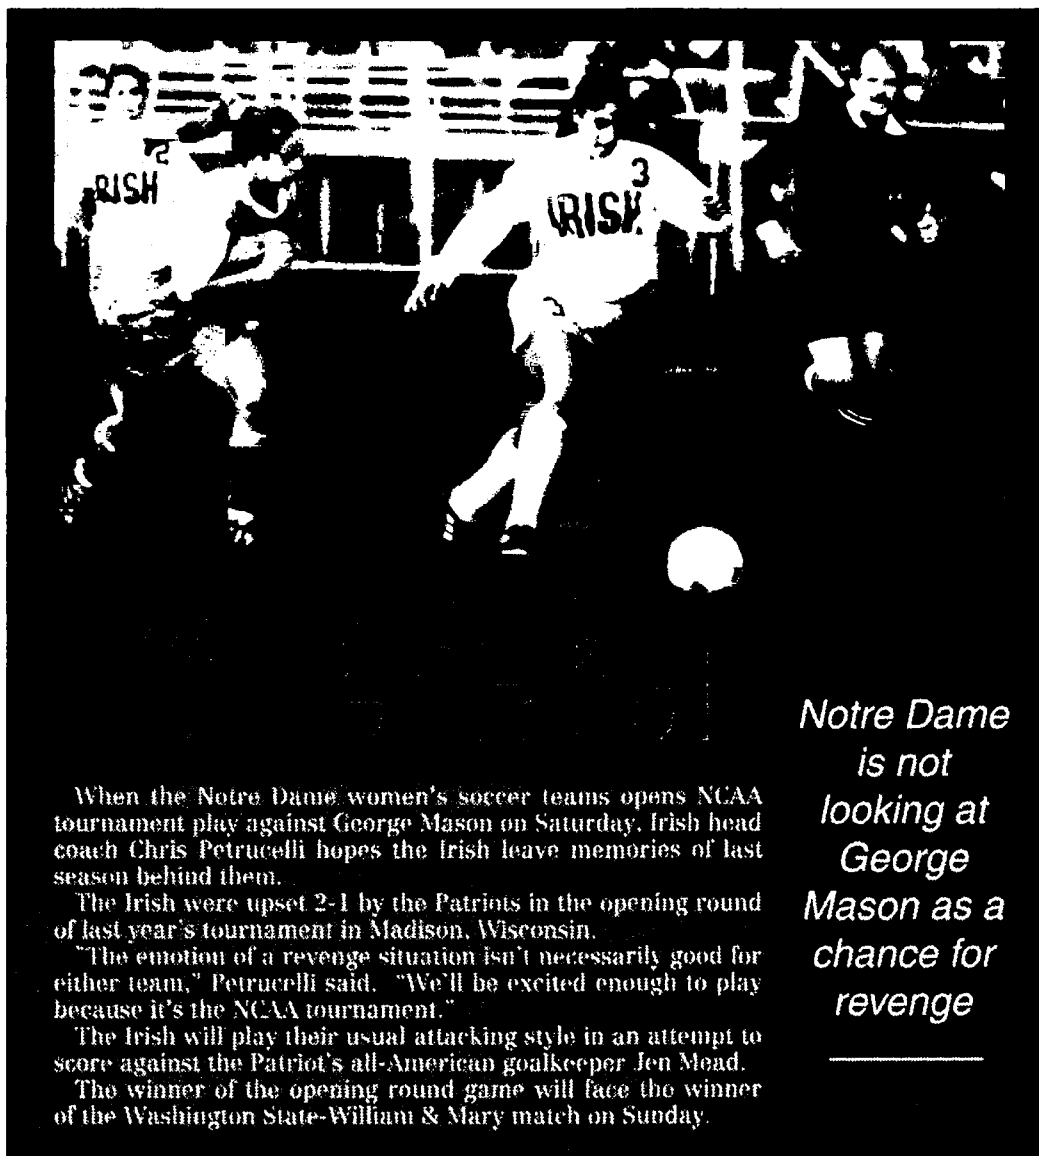 2
RISH
3
IRISH
3
Notre Dame
is not
looking at
George
Mason as a
chance for
revenge
When the Notre Dame women's soccer teams opens NCAA
tournament play against George Mason on Saturday, Irish head
coach Chris Petrucelli hopes the Irish leave memories of last
season behind them.
The Irish were upset 2-1 by the Patriots in the opening round
of last year's tournament in Madison, Wisconsin.
"The emotion of a revenge situation isn't necessarily good for
either team," Petrucelli said. "We'll be excited enough to play
because it's the NCAA tournament."
The Irish will play their usual attacking style in an attempt to
score against the Patriot's all-American goalkeeper Jen Mead.
The winner of the opening round game will face the winner
of the Washington State-William & Mary match on Sunday.